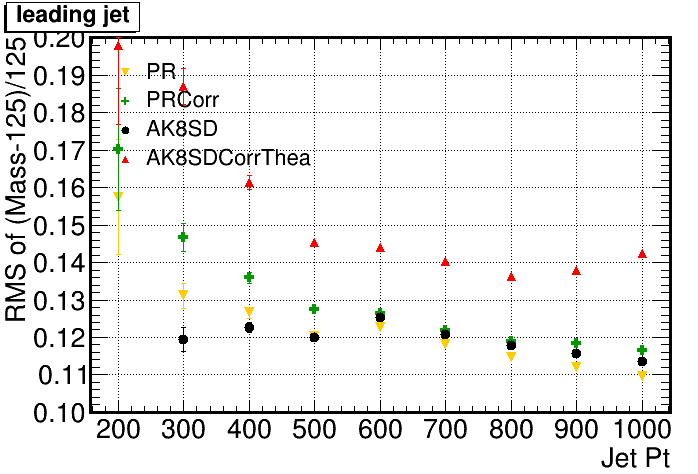 leading jet
RMS of (Mass-125)/125
0.20
0.19
0.18
0.17
0.16
0.15
0.14
0.13
0.12
0.11
0.10
PR
PRCorr
AK8SD
AK8SDCorrThea
200 300 400 500 600 700 800 900 1000
Jet Pt